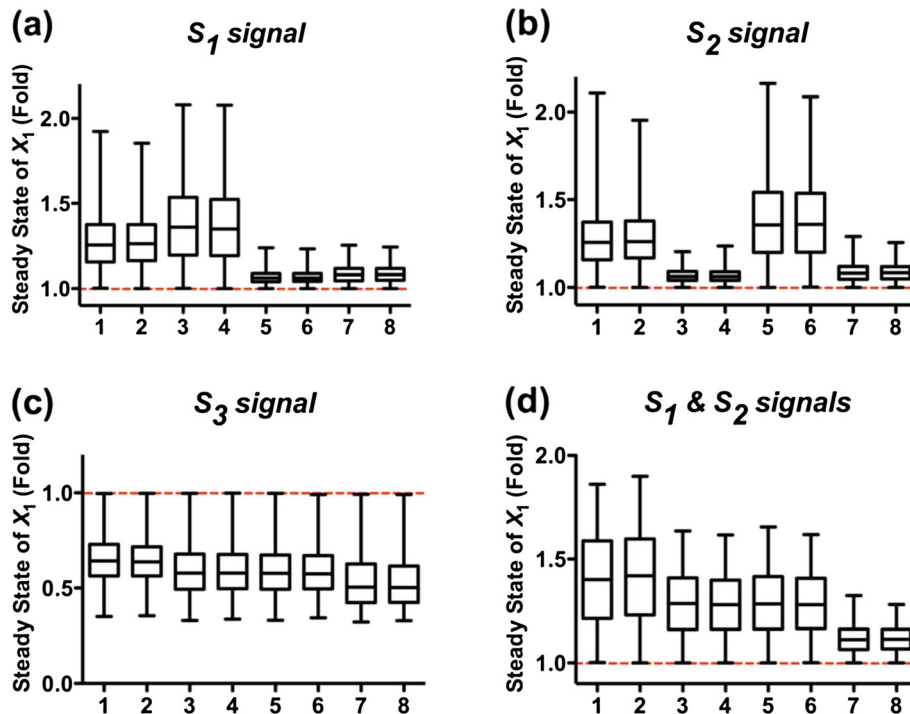 (a)
S1 signal
Steady State of X1 (Fold)
2.0
1.5
1.0
1 2 3 4 5 6 7 8
(b)
S2 signal
Steady State of X1 (Fold)
2.0
1.5
1.0
1 2 3 4 5 6 7 8
(c)
S3 signal
Steady State of X1 (Fold)
1.0
0.5
0.0
1 2 3 4 5 6 7 8
(d)
S1 & S2 signals
Steady State of X1 (Fold)
2.0
1.5
1.0
1 2 3 4 5 6 7 8